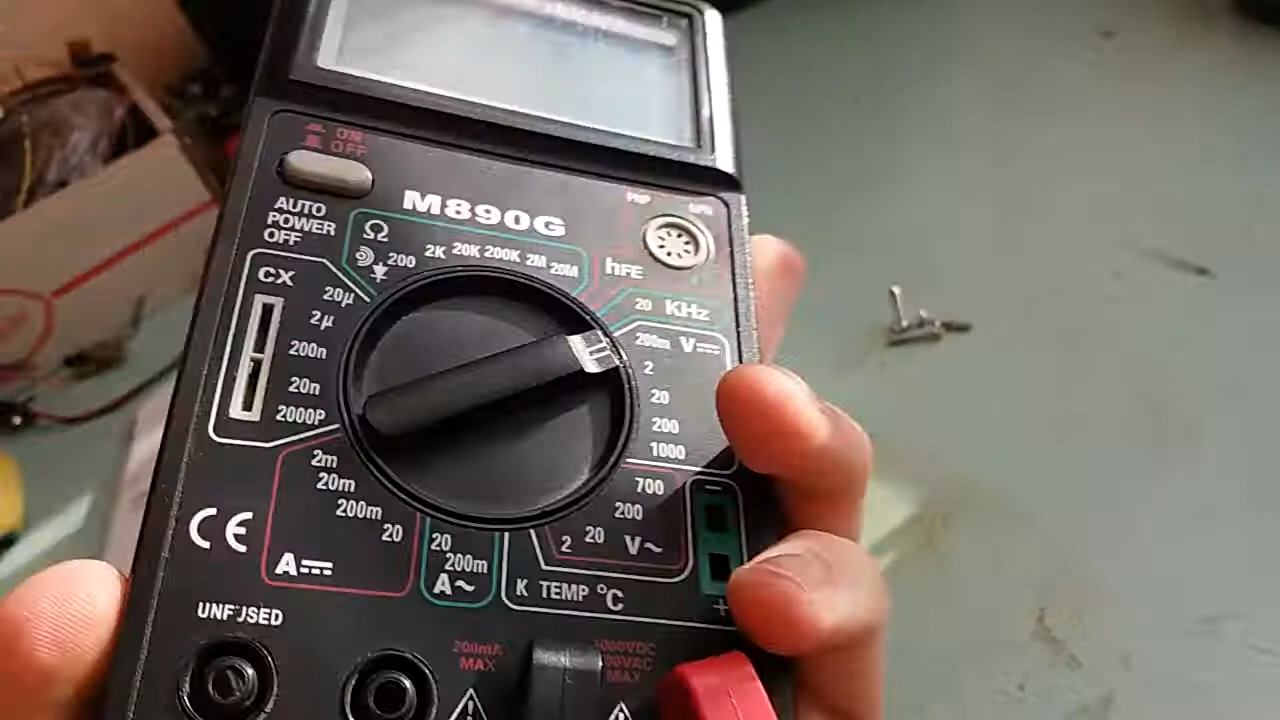 ON
OFF
AUTO
POWER
OFF
M890G
PNP
hFE
Ω
200 2K 20K 200K 2M 20M
CX
20µ
2µ
200n
20n
2000P
20 KHz
200m V⎓
2
20
200
1000
700
200
20
2
V~
2m
20m
200m
20
A⎓
20
200m
A~
CE
K TEMP °C
−
+
UNFUSED
200mA
MAX
1000VDC
MAX